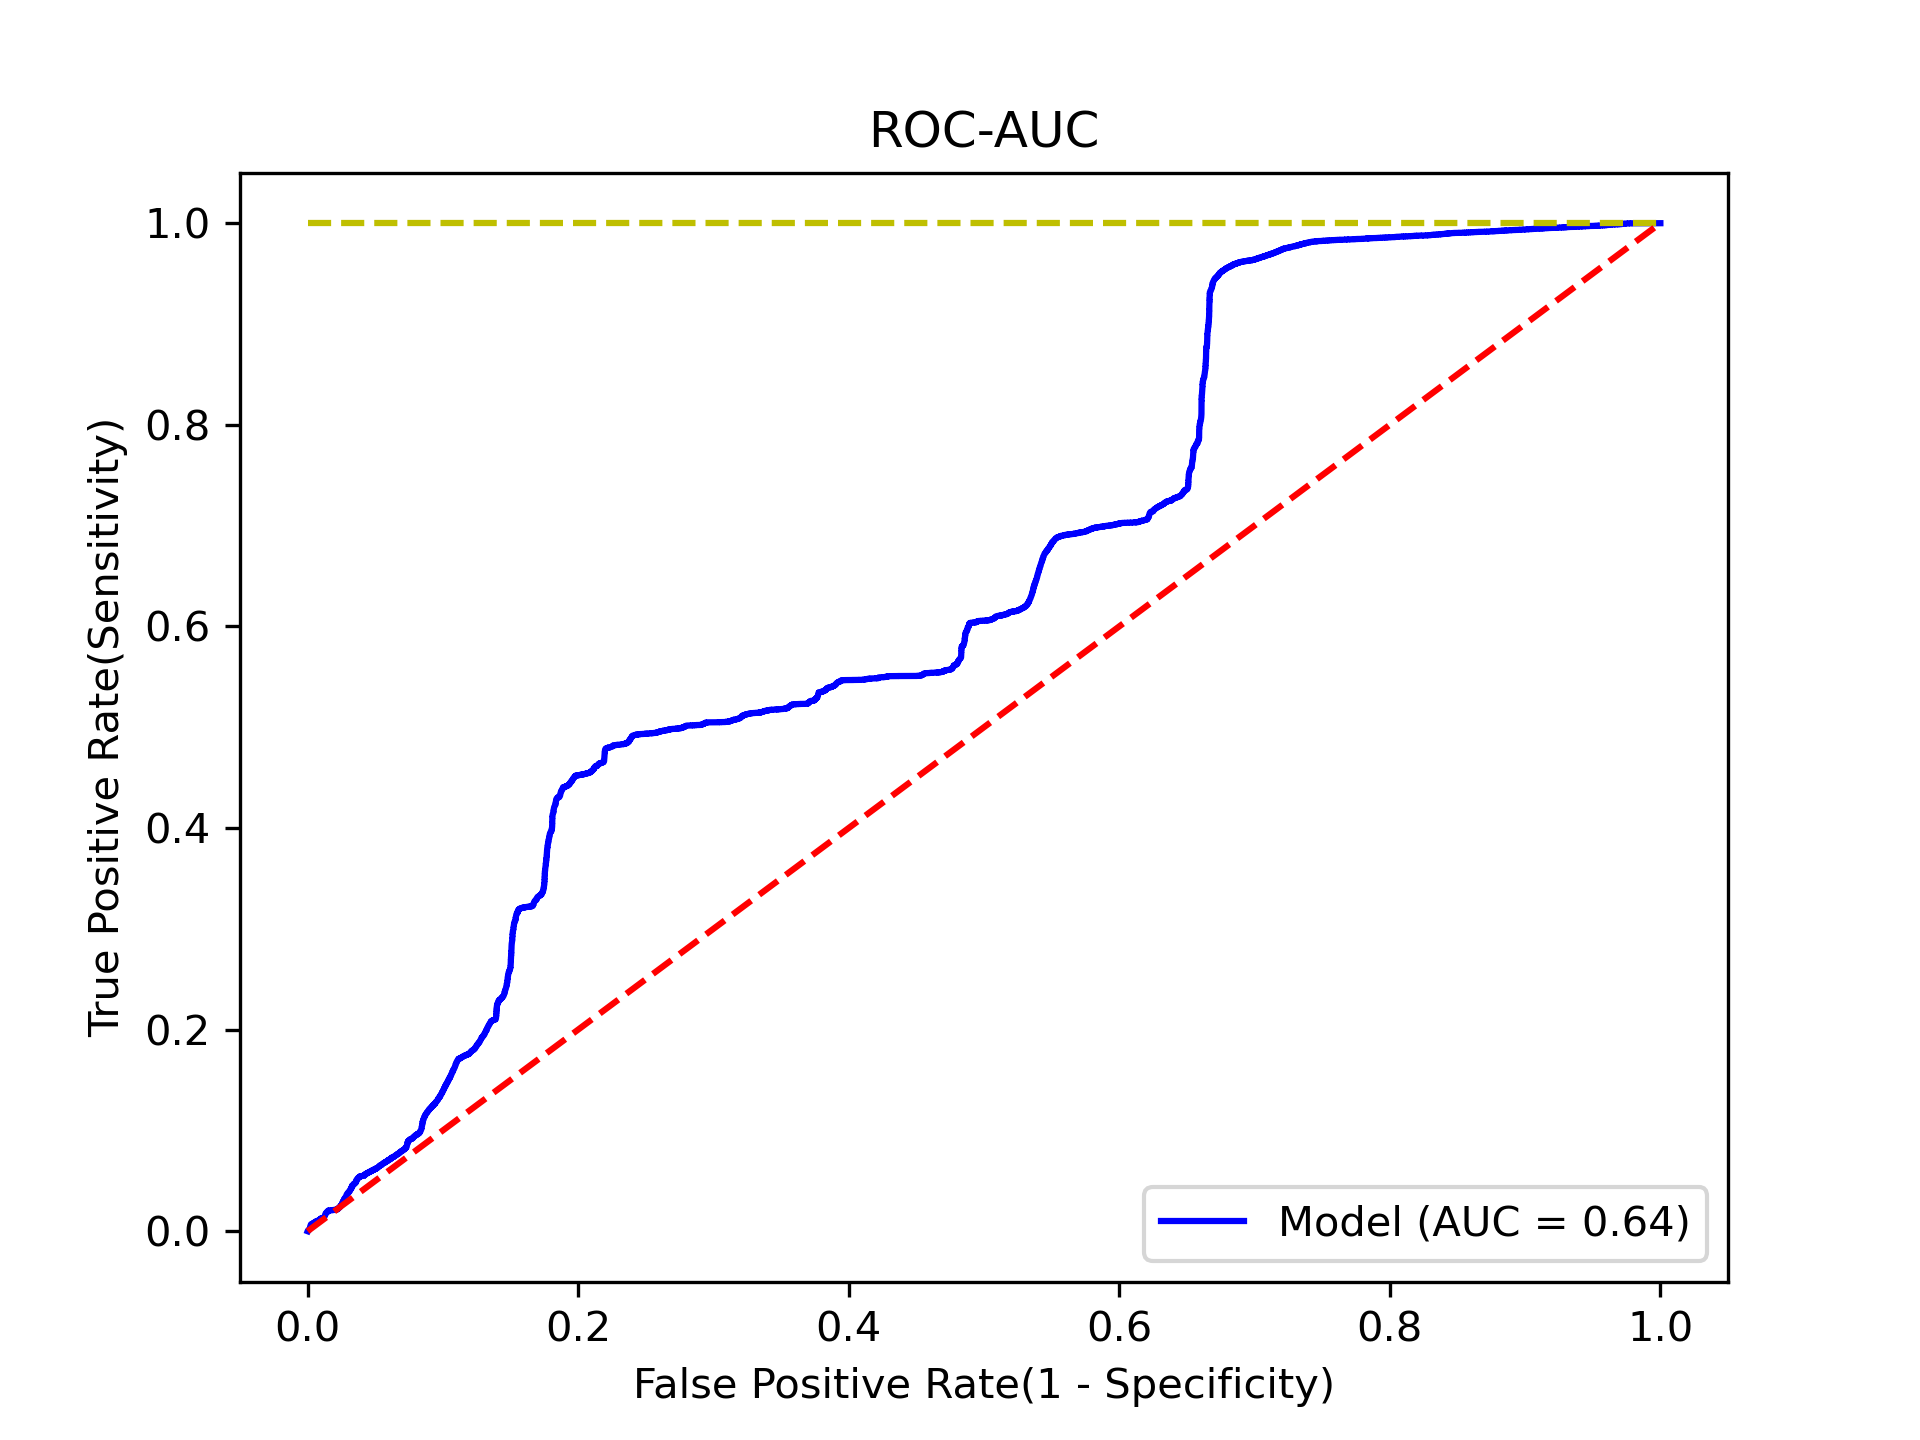 ROC-AUC
1.0
0.8
0.6
0.4
0.2
0.0
True Positive Rate(Sensitivity)
Model (AUC = 0.64)
0.0 0.2 0.4 0.6 0.8 1.0
False Positive Rate(1 - Specificity)